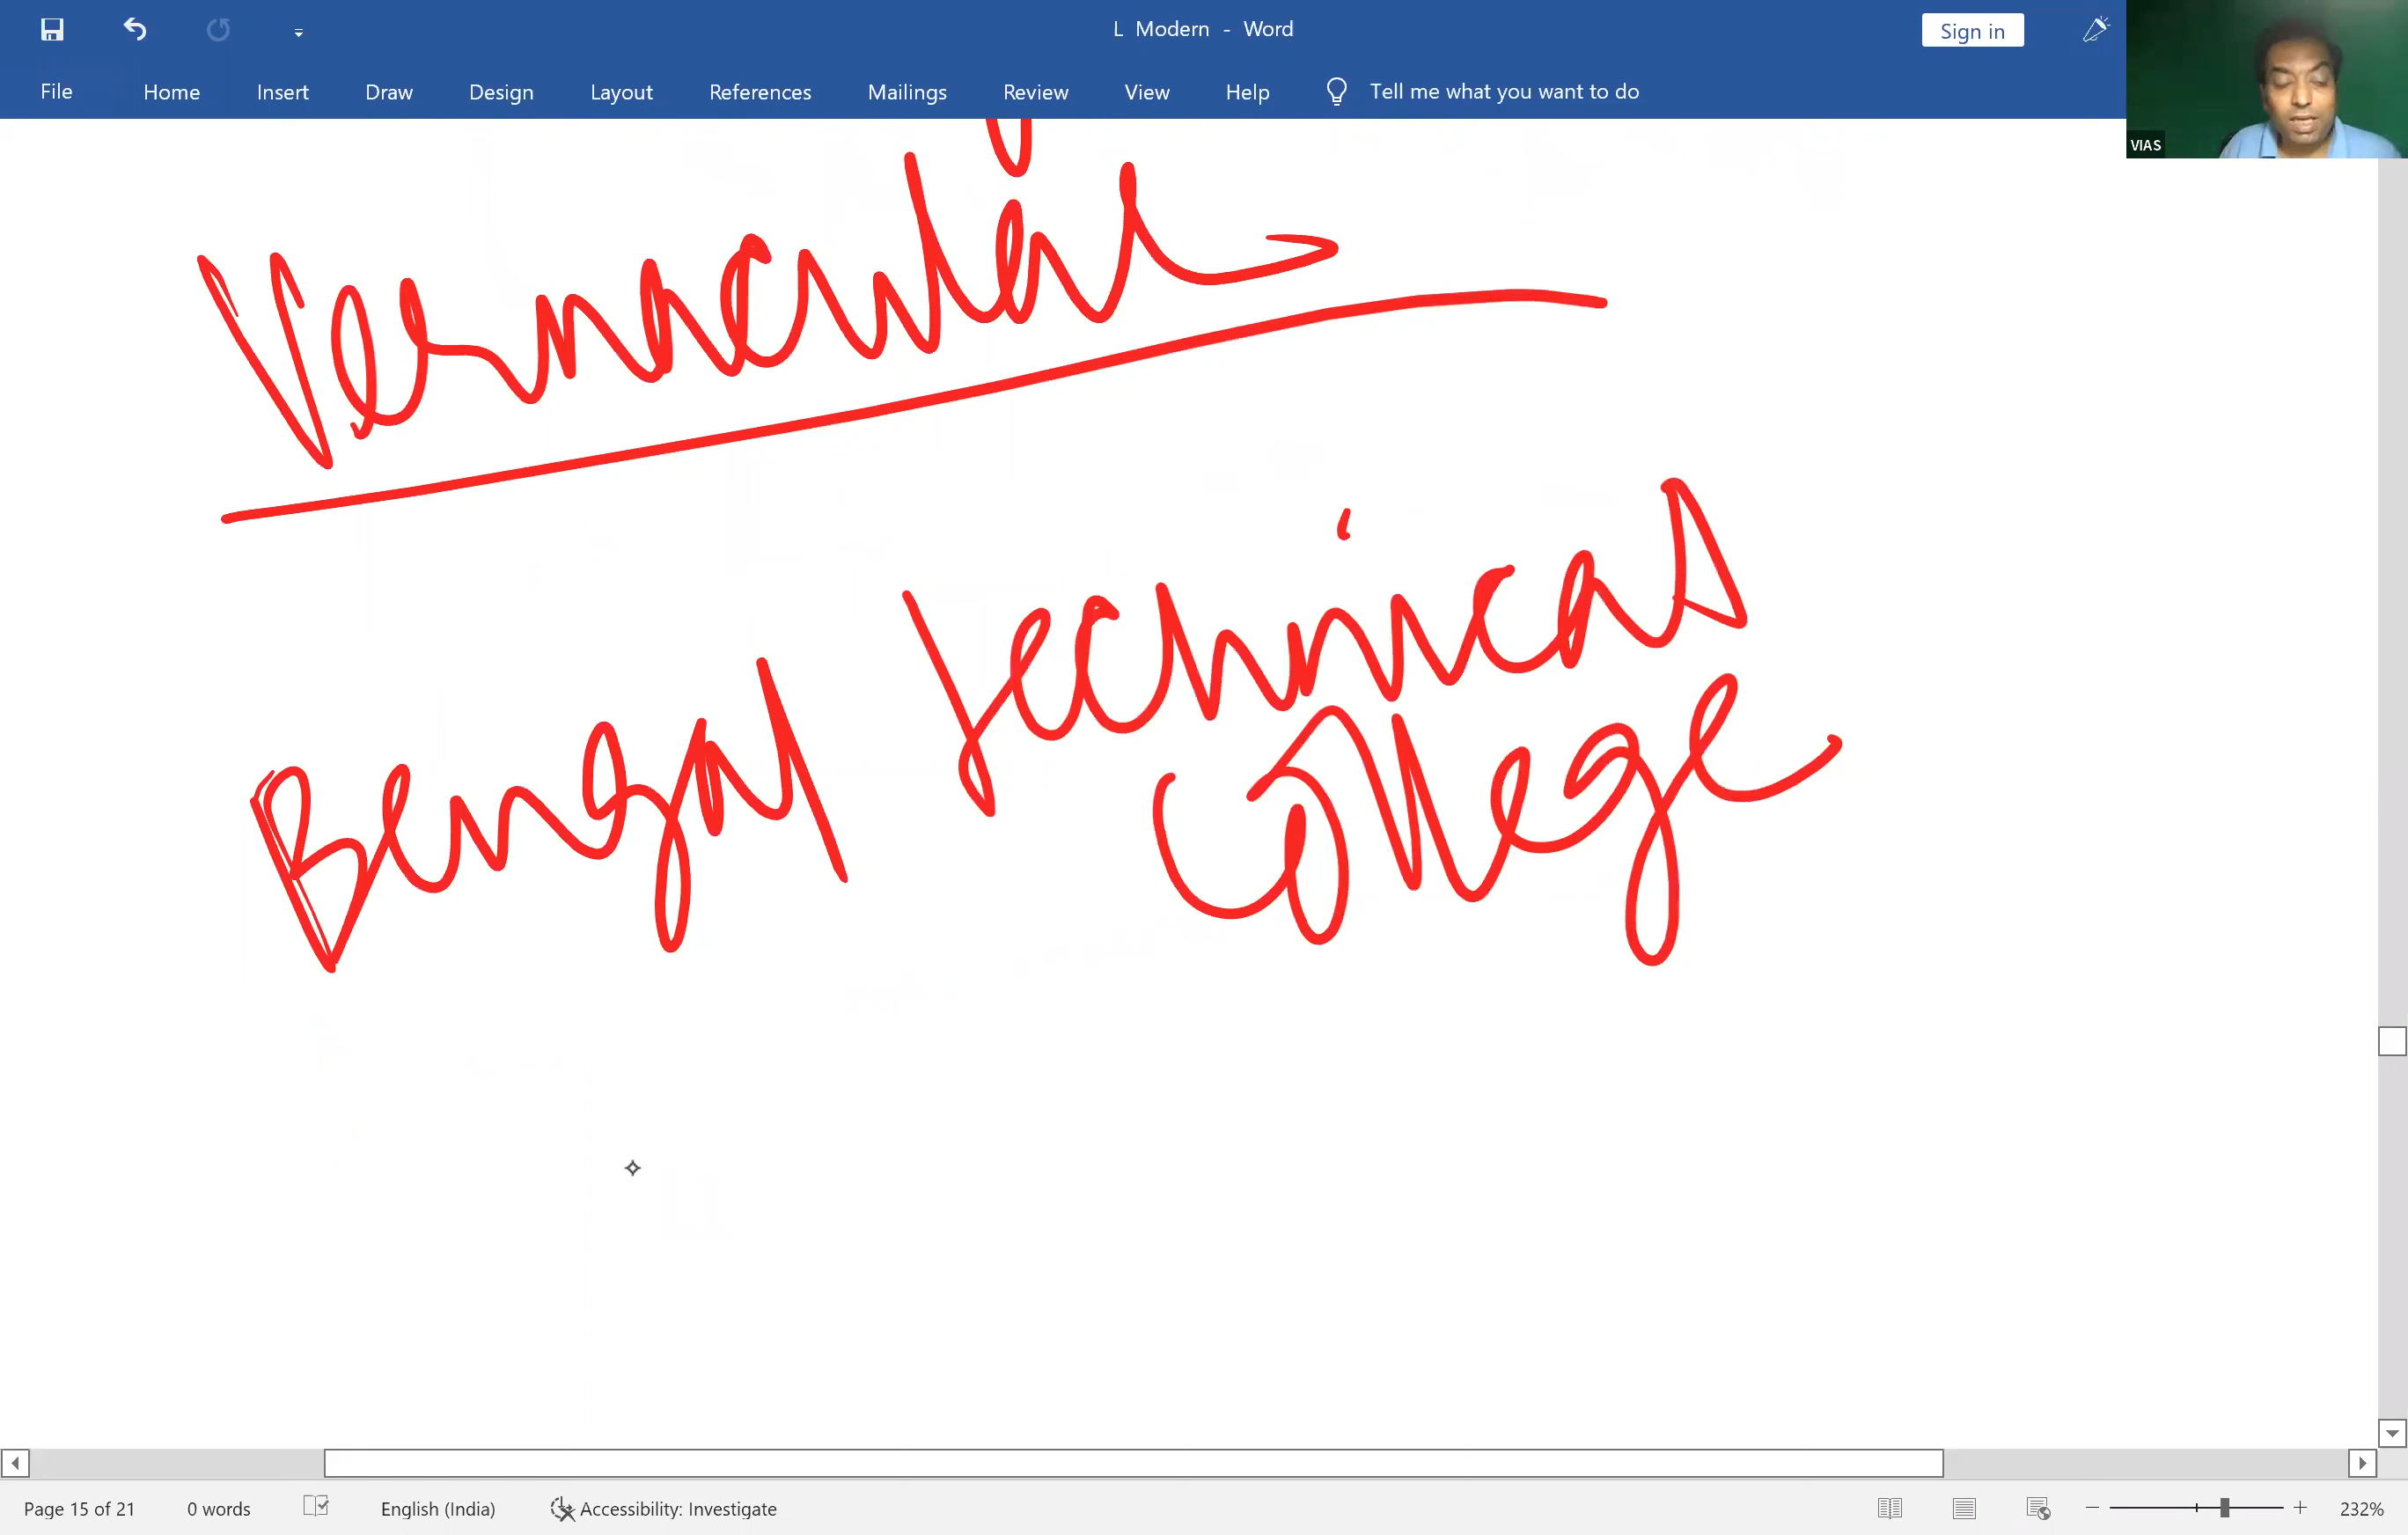 L Modern - Word
Sign in
File Home Insert Draw Design Layout References Mailings Review View Help Tell me what you want to do
VIAS
Vernacular
Bengal Technical
College
Page 15 of 21 0 words English (India) Accessibility: Investigate 232%